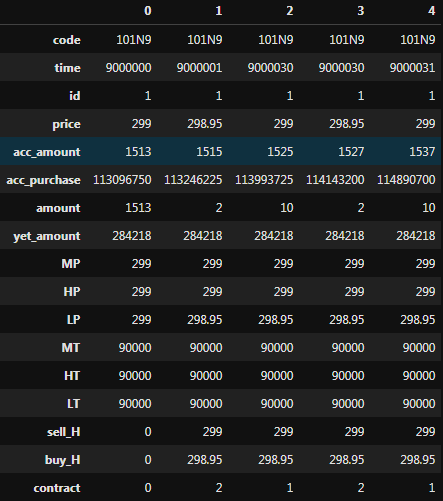 0 1 2 3 4
code 101N9 101N9 101N9 101N9 101N9
time 9000000 9000001 9000030 9000030 9000031
id 1 1 1 1 1
price 299 298.95 299 298.95 299
acc_amount 1513 1515 1525 1527 1537
acc_purchase 113096750 113246225 113993725 114143200 114890700
amount 1513 2 10 2 10
yet_amount 284218 284218 284218 284218 284218
MP 299 299 299 299 299
HP 299 299 299 299 299
LP 299 298.95 298.95 298.95 298.95
MT 90000 90000 90000 90000 90000
HT 90000 90000 90000 90000 90000
LT 90000 90000 90000 90000 90000
sell_H 0 299 299 299 299
buy_H 0 298.95 298.95 298.95 298.95
contract 0 2 1 2 1